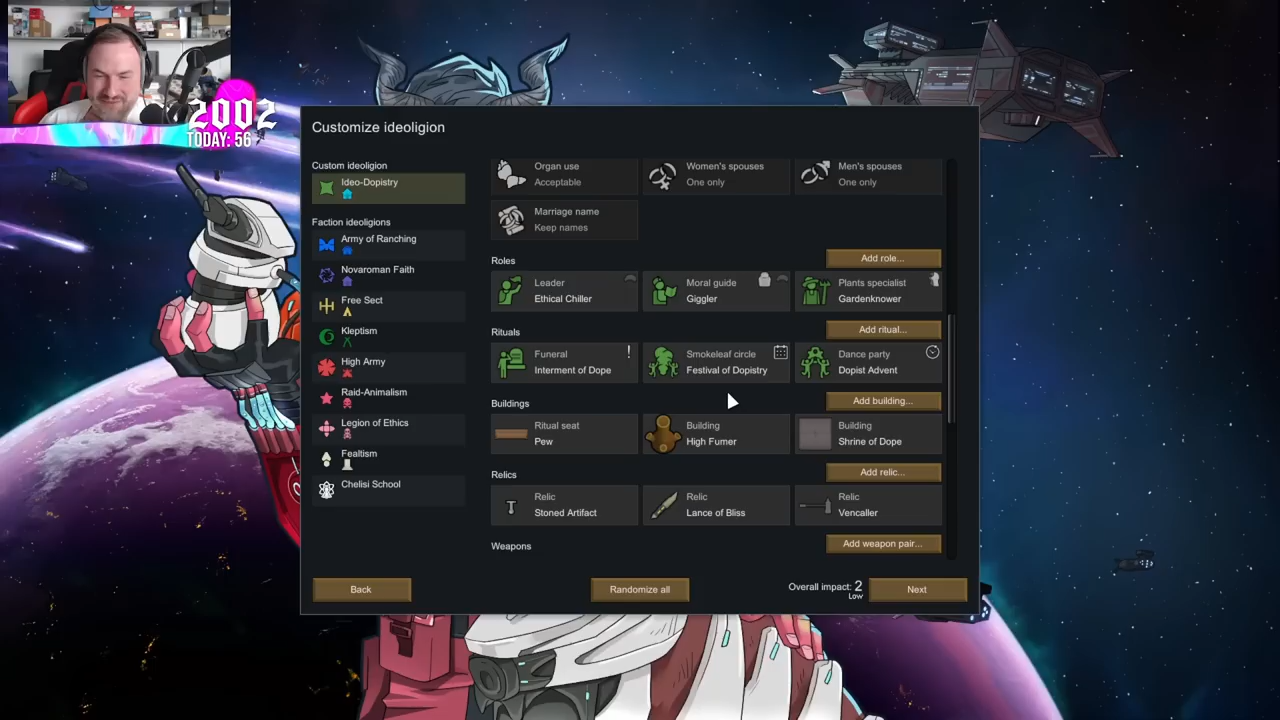 2002
TODAY: 56
Customize ideoligion
Custom ideoligion
Ideo-Dopistry
Faction ideoligions
Army of Ranching
Novaroman Faith
Free Sect
Kleptism
High Army
Raid-Animalism
Legion of Ethics
Fealtism
Chelisi School
Organ use
Acceptable
Women's spouses
One only
Men's spouses
One only
Marriage name
Keep names
Roles
Add role...
Leader
Ethical Chiller
Moral guide
Giggler
Plants specialist
Gardenknower
Rituals
Add ritual...
Funeral
Interment of Dope
Smokeleaf circle
Festival of Dopistry
Dance party
Dopist Advent
Buildings
Add building...
Ritual seat
Pew
Building
High Fumer
Building
Shrine of Dope
Relics
Add relic...
Relic
Stoned Artifact
Relic
Lance of Bliss
Relic
Vencaller
Weapons
Add weapon pair...
Back
Randomize all
Overall impact: 2
Low
Next